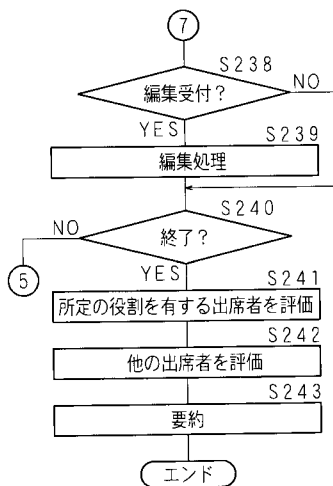 7
S238
編集受付?
NO
YES
S239
編集処理
S240
NO
終了?
5
YES
S241
所定の役割を有する出席者を評価
S242
他の出席者を評価
S243
要約
エンド